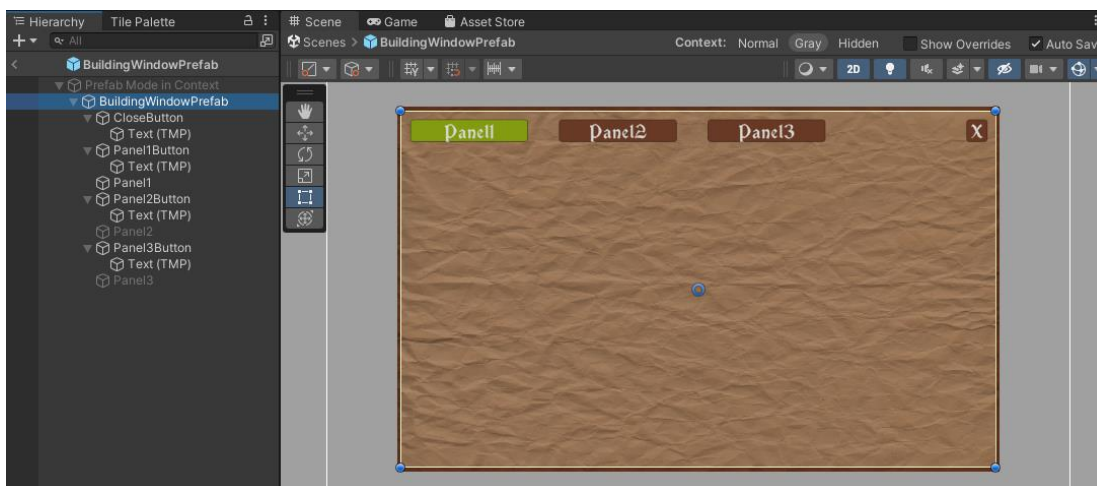 Hierarchy
Tile Palette
All
BuildingWindowPrefab
Prefab Mode in Context
BuildingWindowPrefab
CloseButton
Text (TMP)
Panel1Button
Text (TMP)
Panel1
Panel2Button
Text (TMP)
Panel2
Panel3Button
Text (TMP)
Panel3
Scene
Game
Asset Store
Scenes > BuildingWindowPrefab
Context: Normal Gray Hidden
Show Overrides
Auto Sav
2D
Panel1 Panel2 Panel3 X